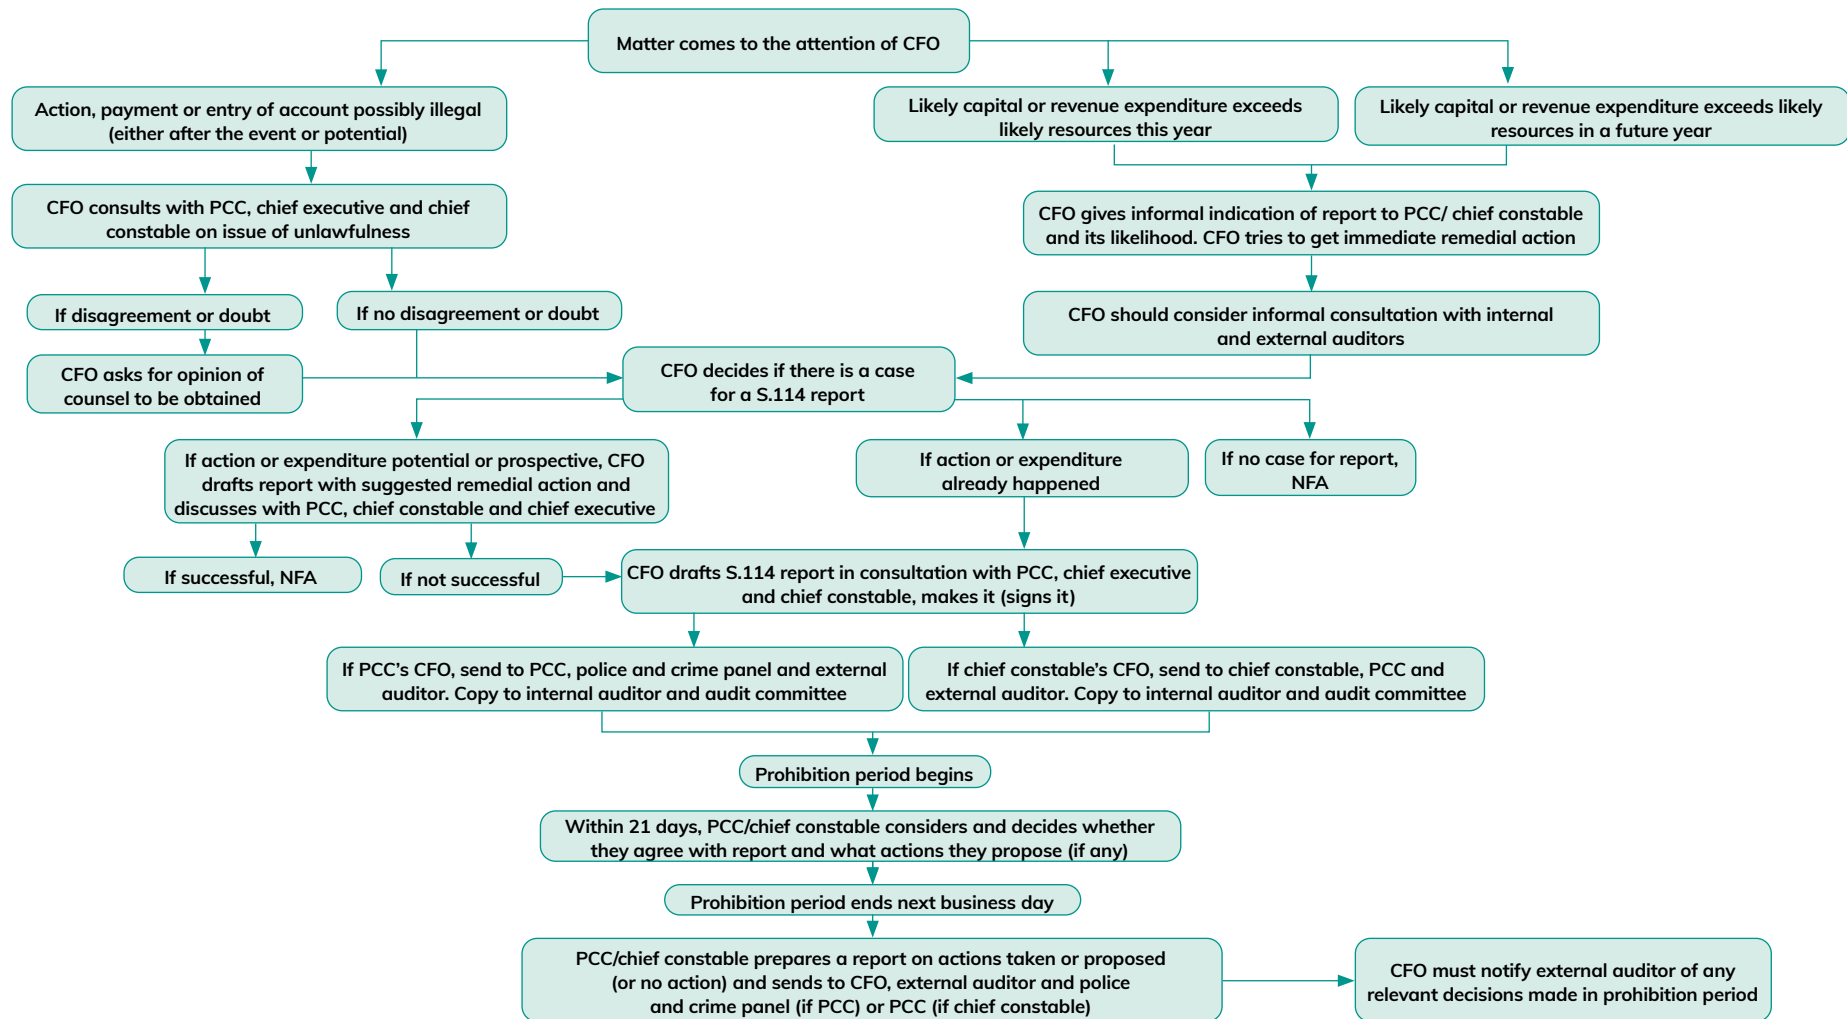 Matter comes to the attention of CFO
Action, payment or entry of account possibly illegal
(either after the event or potential)
Likely capital or revenue expenditure exceeds
likely resources this year
Likely capital or revenue expenditure exceeds likely
resources in a future year
CFO consults with PCC, chief executive and chief
constable on issue of unlawfulness
CFO gives informal indication of report to PCC/ chief constable
and its likelihood. CFO tries to get immediate remedial action
If disagreement or doubt
If no disagreement or doubt
CFO should consider informal consultation with internal
and external auditors
CFO asks for opinion of
counsel to be obtained
CFO decides if there is a case
for a S.114 report
If action or expenditure potential or prospective, CFO
drafts report with suggested remedial action and
discusses with PCC, chief constable and chief executive
If action or expenditure
already happened
If no case for report,
NFA
If successful, NFA
If not successful
CFO drafts S.114 report in consultation with PCC, chief executive
and chief constable, makes it (signs it)
If PCC’s CFO, send to PCC, police and crime panel and external
auditor. Copy to internal auditor and audit committee
If chief constable’s CFO, send to chief constable, PCC and
external auditor. Copy to internal auditor and audit committee
Prohibition period begins
Within 21 days, PCC/chief constable considers and decides whether
they agree with report and what actions they propose (if any)
Prohibition period ends next business day
PCC/chief constable prepares a report on actions taken or proposed
(or no action) and sends to CFO, external auditor and police
and crime panel (if PCC) or PCC (if chief constable)
CFO must notify external auditor of any
relevant decisions made in prohibition period